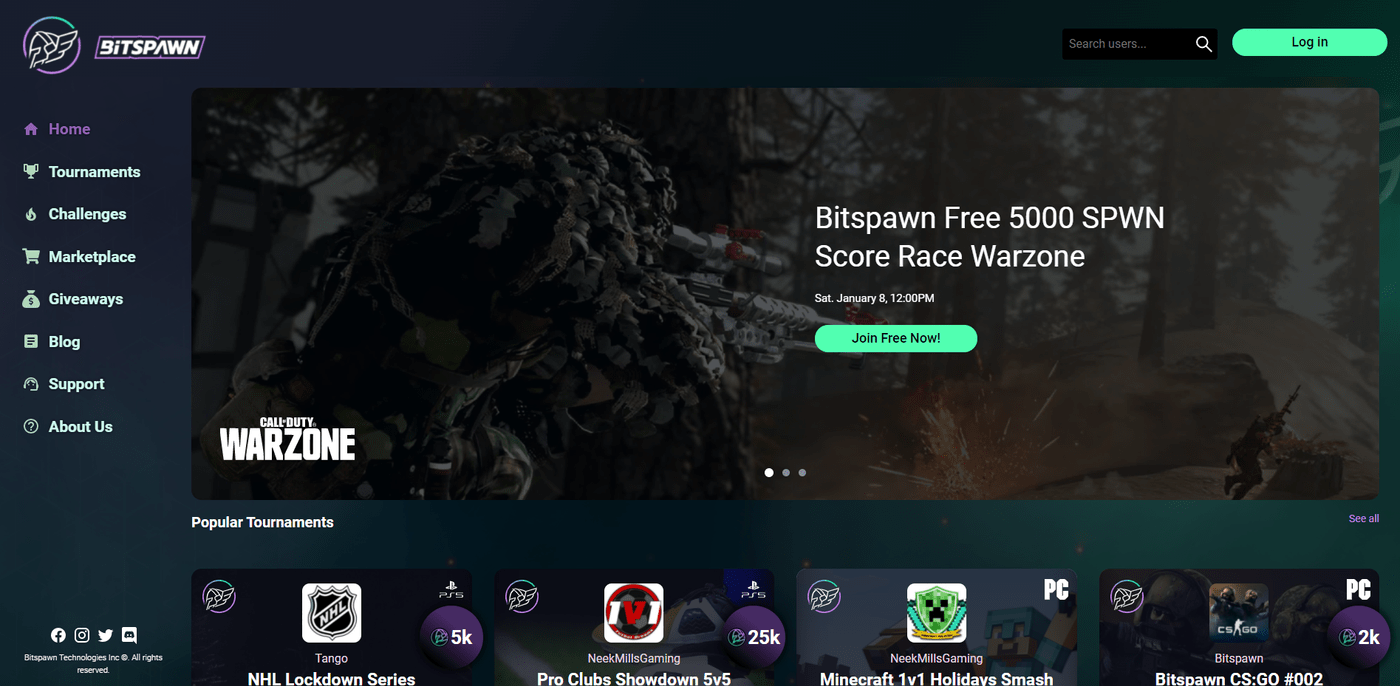 BITSPAWN
Search users...
Log in
Home
Tournaments
Challenges
Marketplace
Giveaways
Blog
Support
About Us
Bitspawn Technologies Inc ©. All rights
reserved.
Bitspawn Free 5000 SPWN
Score Race Warzone
Sat. January 8, 12:00PM
Join Free Now!
CALL OF DUTY
WARZONE
Popular Tournaments
See all
NHL
PS5
5k
Tango
NHL Lockdown Series
1V1
PS5
25k
NeekMillsGaming
Pro Clubs Showdown 5v5
PC
NeekMillsGaming
Minecraft 1v1 Holidays Smash
CS:GO
PC
2k
Bitspawn
Bitspawn CS:GO #002